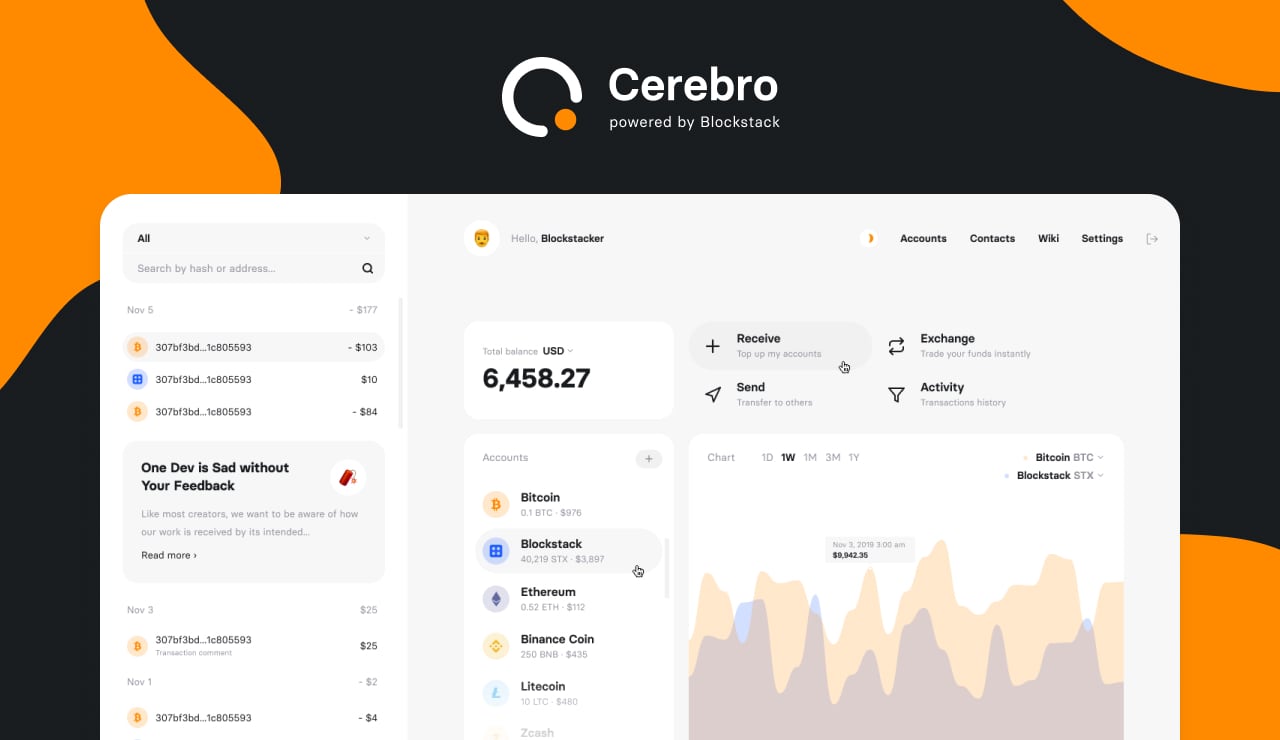 Cerebro
powered by Blockstack
All
Search by hash or address...
Nov 5 - $177
307bf3bd...1c805593 - $103
307bf3bd...1c805593 $10
307bf3bd...1c805593 - $84
One Dev is Sad without
Your Feedback
Like most creators, we want to be aware of how
our work is received by its intended...
Read more ›
Nov 3 $25
307bf3bd...1c805593 $25
Transaction comment
Nov 1 - $2
307bf3bd...1c805593 - $4
Hello, Blockstacker
Accounts Contacts Wiki Settings
Total balance USD
6,458.27
Receive
Top up my accounts
Exchange
Trade your funds instantly
Send
Transfer to others
Activity
Transactions history
Accounts +
Bitcoin
0.1 BTC · $976
Blockstack
40,219 STX · $3,897
Ethereum
0.52 ETH · $112
Binance Coin
250 BNB · $435
Litecoin
10 LTC · $480
Zcash
Chart 1D 1W 1M 3M 1Y
Bitcoin BTC
Blockstack STX
Nov 3, 2019 3:00 am
$9,942.35